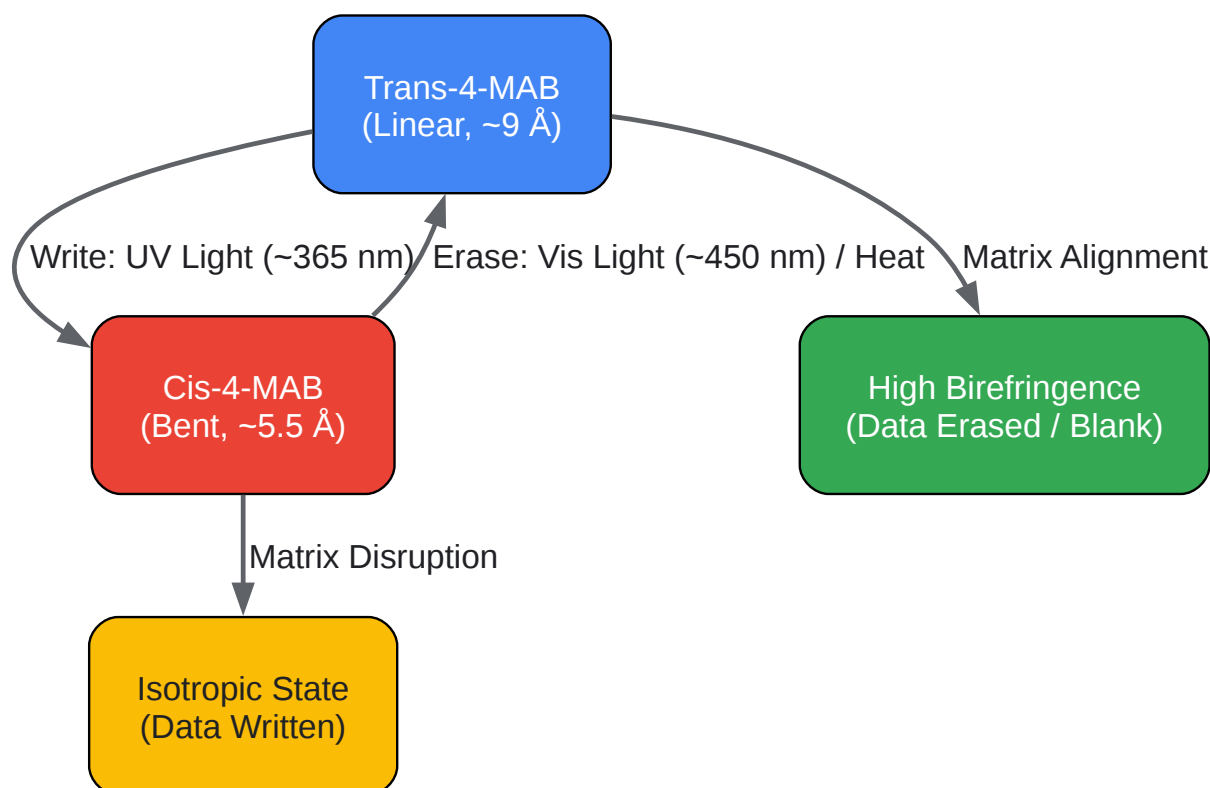 Trans-4-MAB
(Linear, ~9 Å)
Write: UV Light (~365 nm)
Erase: Vis Light (~450 nm) / Heat
Matrix Alignment
Cis-4-MAB
(Bent, ~5.5 Å)
High Birefringence
(Data Erased / Blank)
Matrix Disruption
Isotropic State
(Data Written)